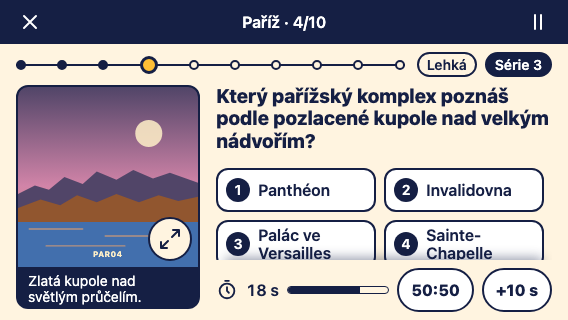 Paříž · 4/10
Lehká
Série 3
Který pařížský komplex poznáš
podle pozlacené kupole nad velkým
nádvořím?
1 Panthéon
2 Invalidovna
3 Palác ve
Versailles
4 Sainte-
Chapelle
PAR04
Zlatá kupole nad
světlým průčelím.
18 s
50:50
+10 s